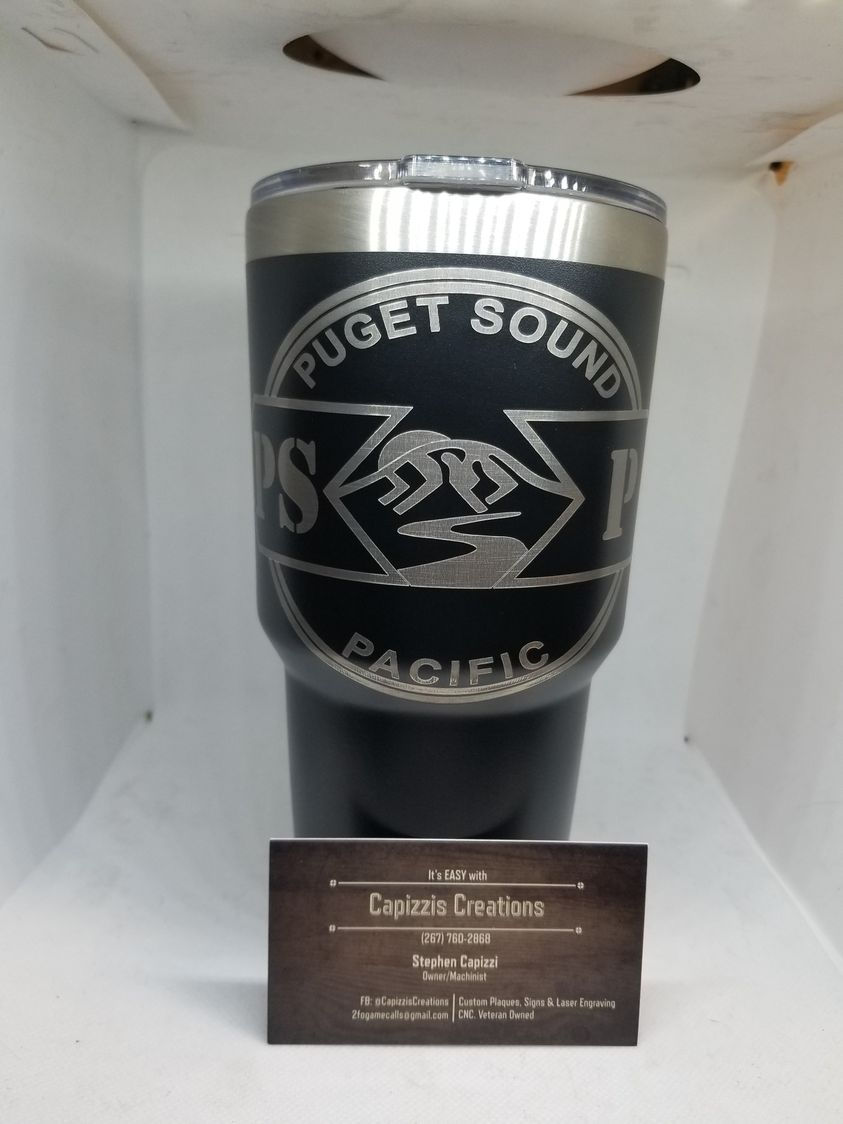 PUGET SOUND
PS P
PACIFIC
It's EASY with
Capizzis Creations
(267) 760-2868
Stephen Capizzi
Owner/Machinist
FB: @CapizzisCreations Custom Plaques, Signs & Laser Engraving
2fogamecalls@gmail.com CNC. Veteran Owned